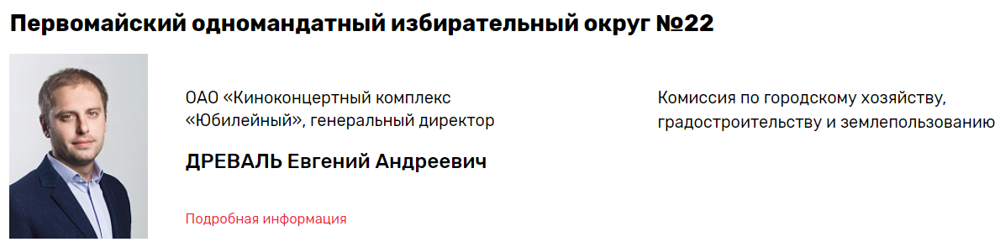 Первомайский одномандатный избирательный округ №22
ОАО «Киноконцертный комплекс
«Юбилейный», генеральный директор
ДРЕВАЛЬ Евгений Андреевич
Подробная информация
Комиссия по городскому хозяйству,
градостроительству и землепользованию